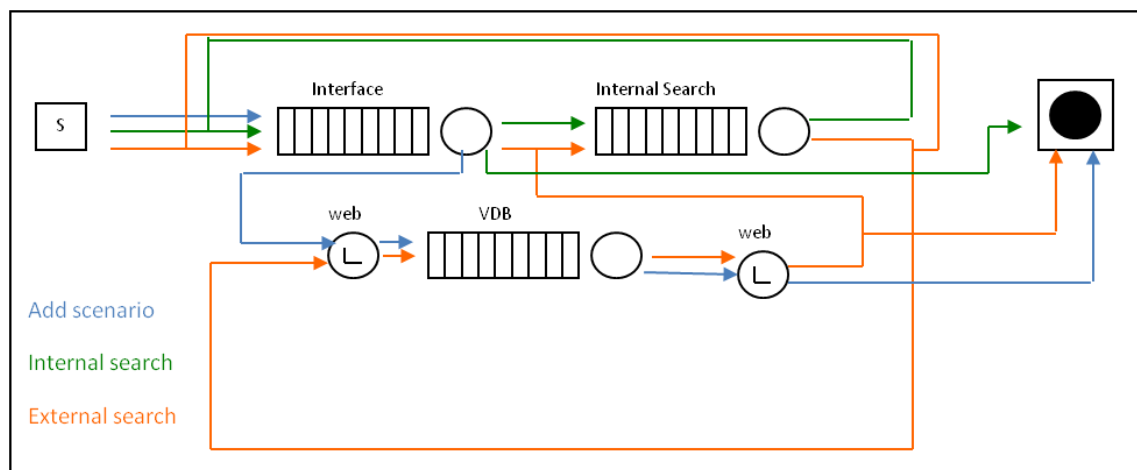 Interface
Internal Search
S
web
VDB
web
Add scenario
Internal search
External search